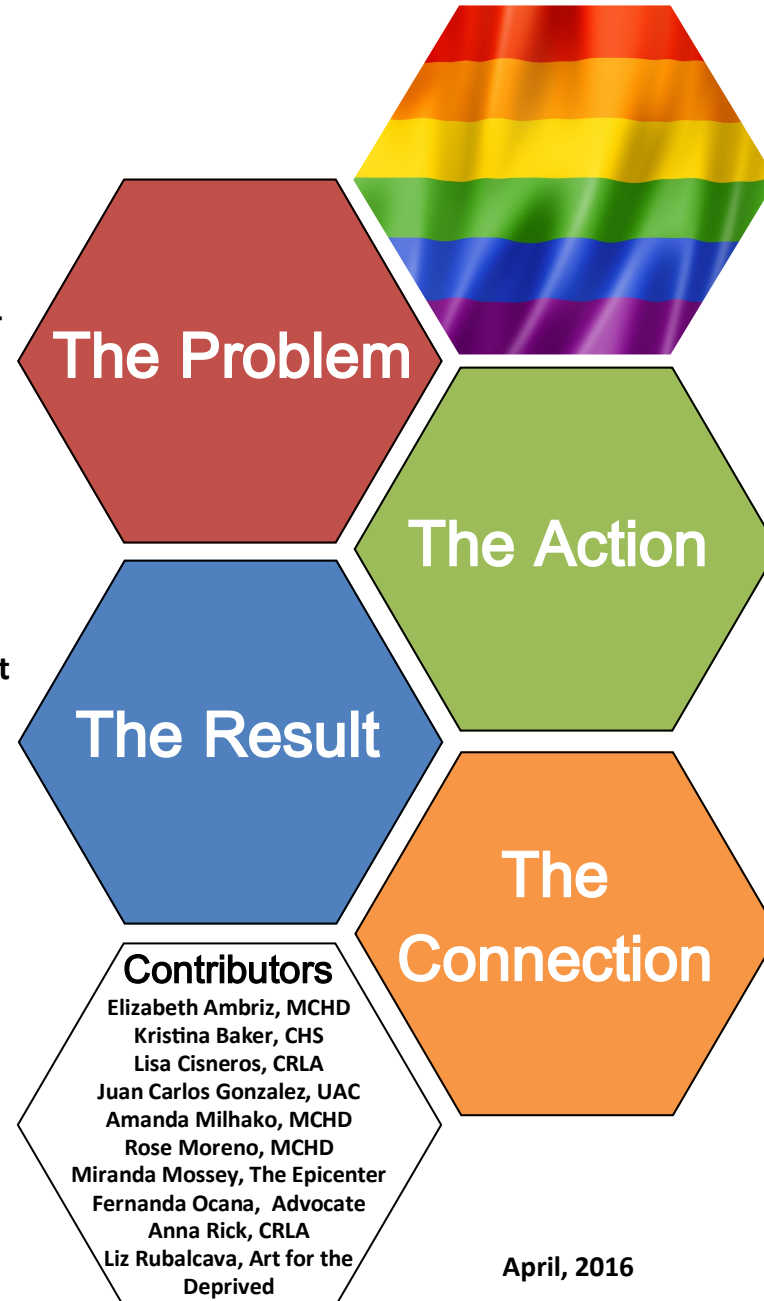 The Problem
The Action
t
The Result
The
Connection
Contributors
Elizabeth Ambriz, MCHD
Kristina Baker, CHS
Lisa Cisneros, CRLA
Juan Carlos Gonzalez, UAC
Amanda Milhako, MCHD
Rose Moreno, MCHD
Miranda Mossey, The Epicenter
Fernanda Ocana, Advocate
Anna Rick, CRLA
Liz Rubalcava, Art for the
Deprived
April, 2016